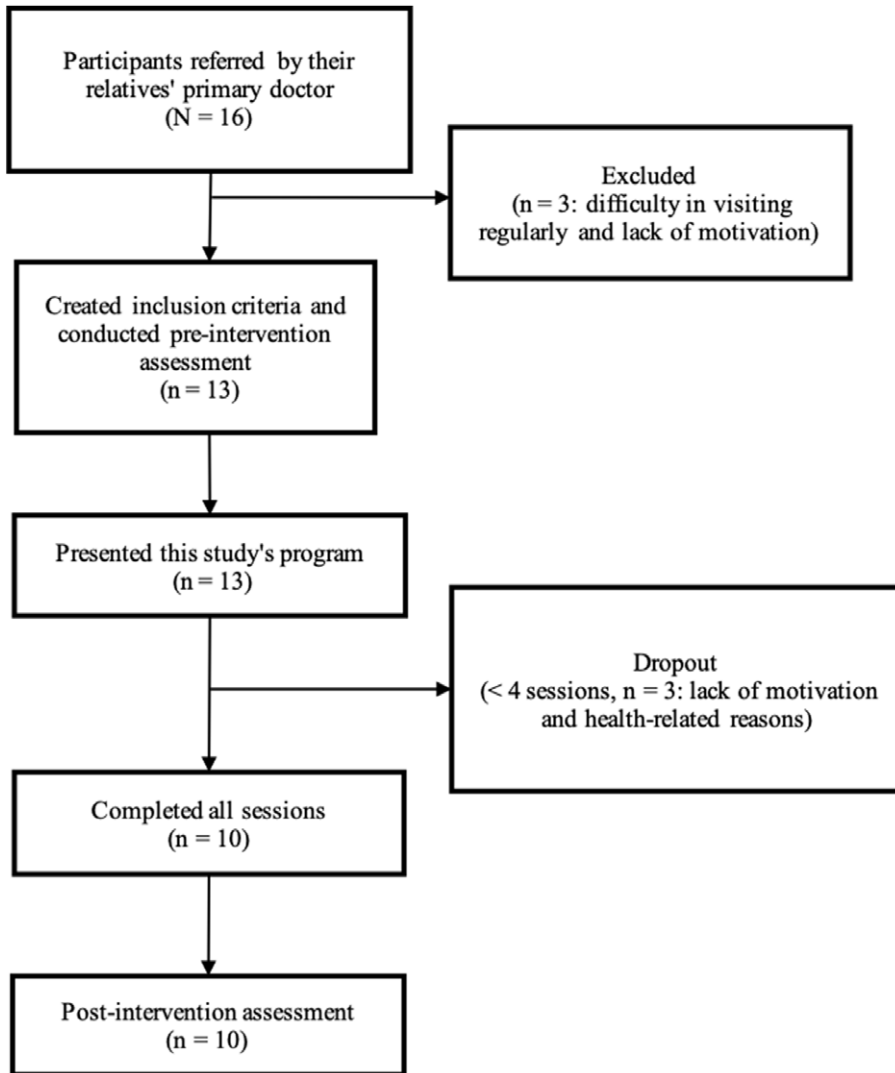 Participants referred by their
relatives' primary doctor
(N = 16)
Excluded
(n = 3: difficulty in visiting
regularly and lack of motivation)
Created inclusion criteria and
conducted pre-intervention
assessment
(n = 13)
Presented this study's program
(n = 13)
Dropout
(< 4 sessions, n = 3: lack of motivation
and health-related reasons)
Completed all sessions
(n = 10)
Post-intervention assessment
(n = 10)